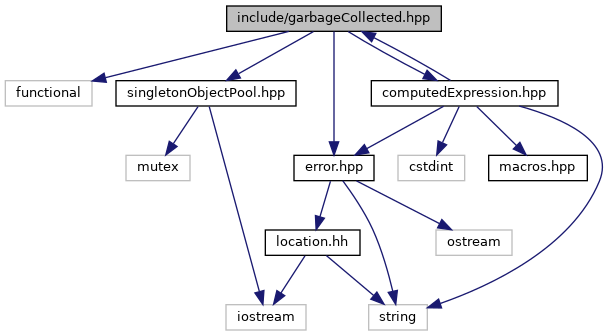 include/garbageCollected.hpp
functional
singletonObjectPool.hpp
computedExpression.hpp
mutex
error.hpp
cstdint
macros.hpp
location.hh
ostream
iostream
string